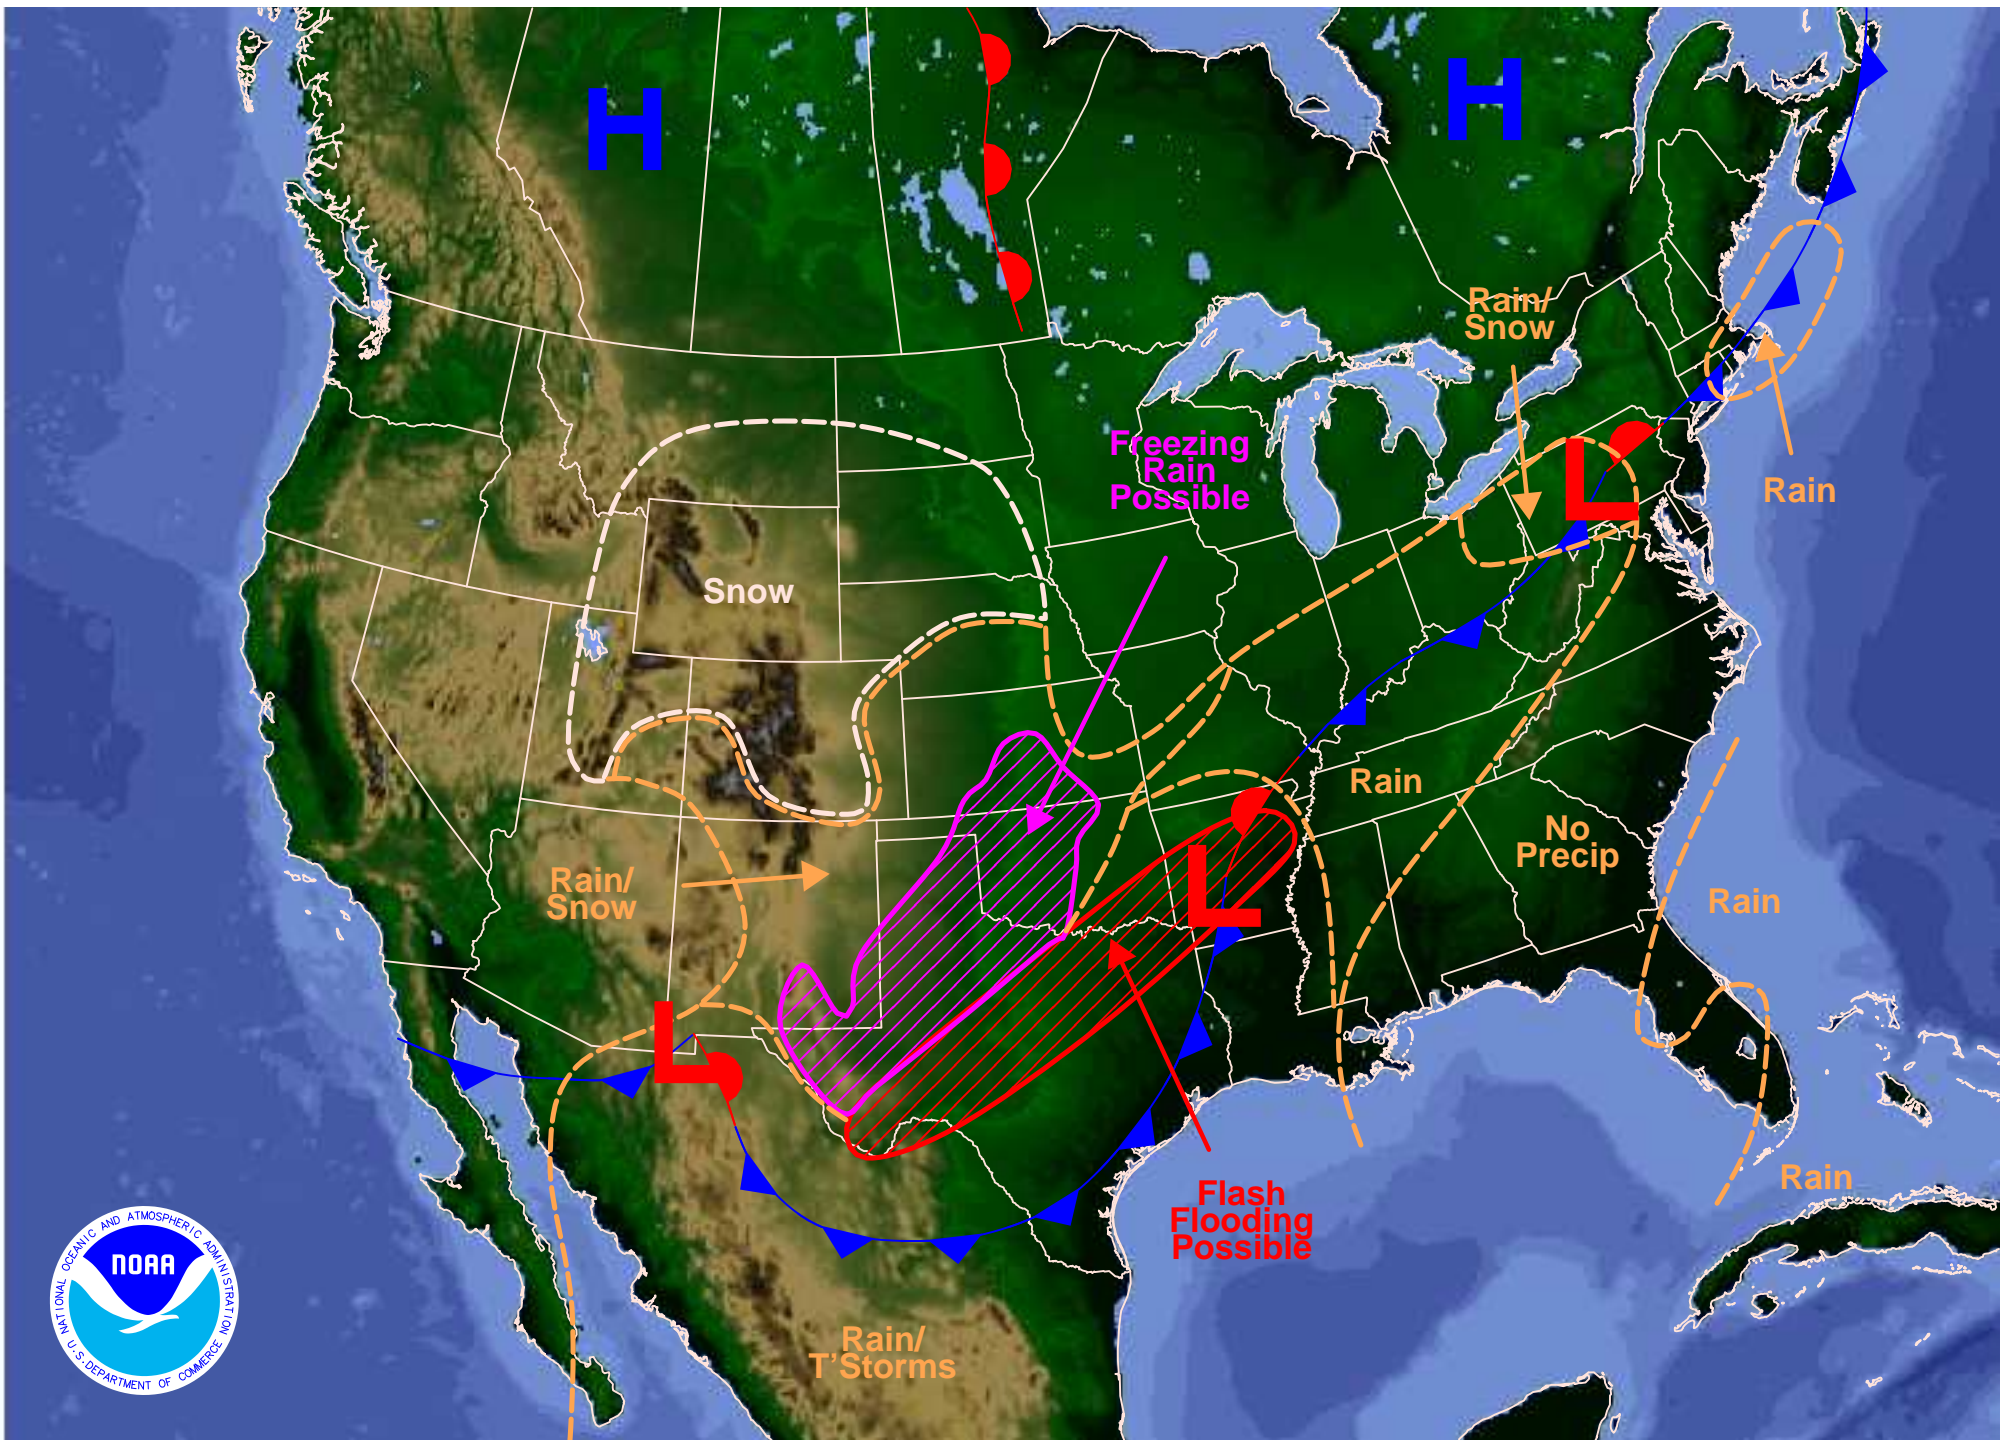 H
H
Rain/
Snow
Freezing
Rain
Possible
L
Rain
Snow
Rain
No
Precip
L
Rain/
Snow
Rain
L
Rain
Flash
Flooding
Possible
Rain/
T'Storms
NATIONAL OCEANIC AND ATMOSPHERIC ADMINISTRATION
NOAA
U.S. DEPARTMENT OF COMMERCE